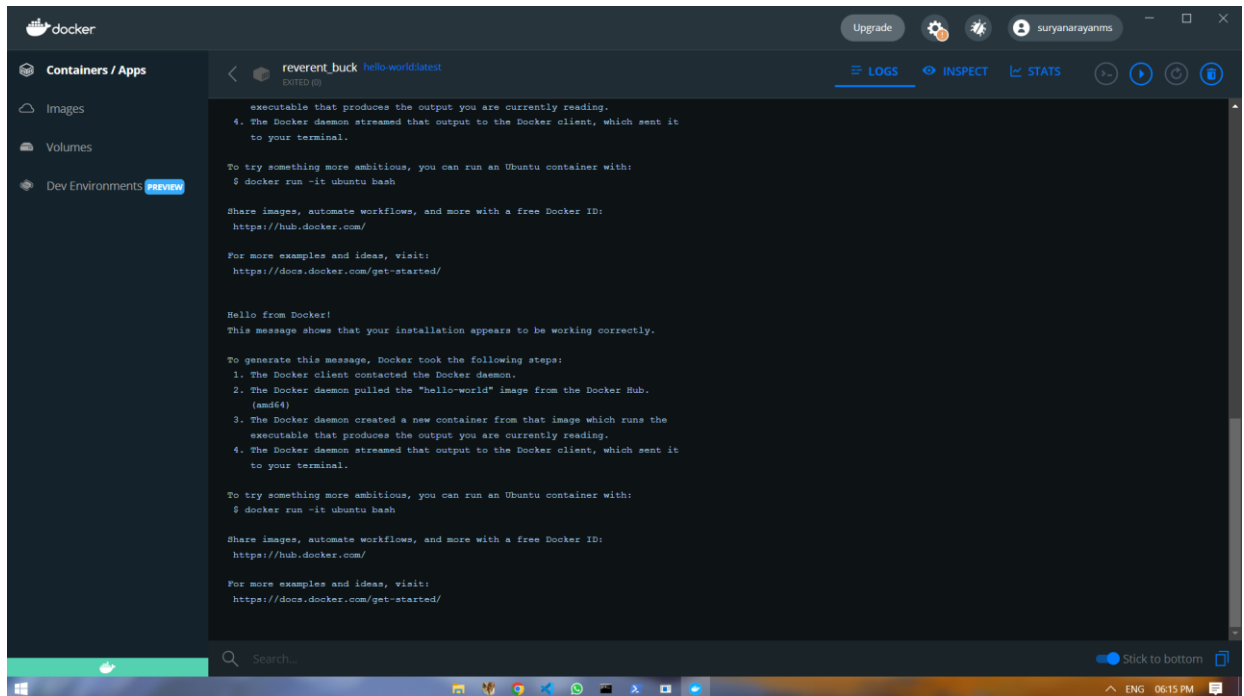 docker
Upgrade
suryanarayanms
Containers / Apps
Images
Volumes
Dev Environments PREVIEW
reverent_buck hello-world:latest
EXITED (0)
LOGS
INSPECT
STATS
executable that produces the output you are currently reading.
4. The Docker daemon streamed that output to the Docker client, which sent it
to your terminal.
To try something more ambitious, you can run an Ubuntu container with:
$ docker run -it ubuntu bash
Share images, automate workflows, and more with a free Docker ID:
https://hub.docker.com/
For more examples and ideas, visit:
https://docs.docker.com/get-started/
Hello from Docker!
This message shows that your installation appears to be working correctly.
To generate this message, Docker took the following steps:
1. The Docker client contacted the Docker daemon.
2. The Docker daemon pulled the "hello-world" image from the Docker Hub.
(amd64)
3. The Docker daemon created a new container from that image which runs the
executable that produces the output you are currently reading.
4. The Docker daemon streamed that output to the Docker client, which sent it
to your terminal.
To try something more ambitious, you can run an Ubuntu container with:
$ docker run -it ubuntu bash
Share images, automate workflows, and more with a free Docker ID:
https://hub.docker.com/
For more examples and ideas, visit:
https://docs.docker.com/get-started/
Search...
Stick to bottom
ENG 06:15 PM